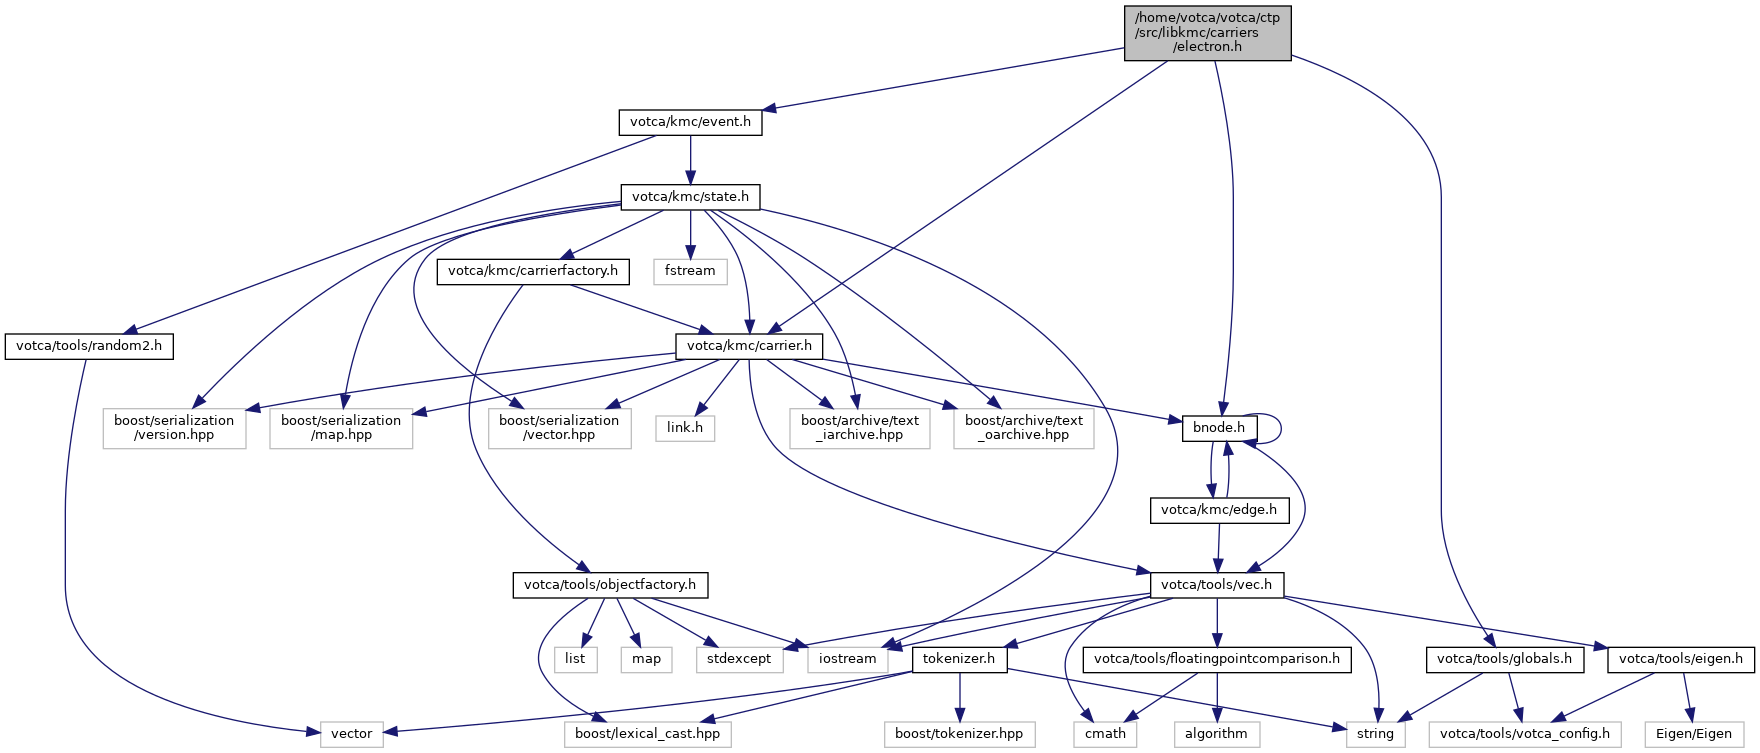 /home/votca/votca/ctp
/src/libkmc/carriers
/electron.h
votca/kmc/event.h
votca/kmc/state.h
votca/kmc/carrierfactory.h
fstream
votca/tools/random2.h
votca/kmc/carrier.h
boost/serialization
/version.hpp
boost/serialization
/map.hpp
boost/serialization
/vector.hpp
link.h
boost/archive/text
_iarchive.hpp
boost/archive/text
_oarchive.hpp
bnode.h
votca/kmc/edge.h
votca/tools/objectfactory.h
votca/tools/vec.h
list
map
stdexcept
iostream
tokenizer.h
votca/tools/floatingpointcomparison.h
votca/tools/globals.h
votca/tools/eigen.h
vector
boost/lexical_cast.hpp
boost/tokenizer.hpp
cmath
algorithm
string
votca/tools/votca_config.h
Eigen/Eigen